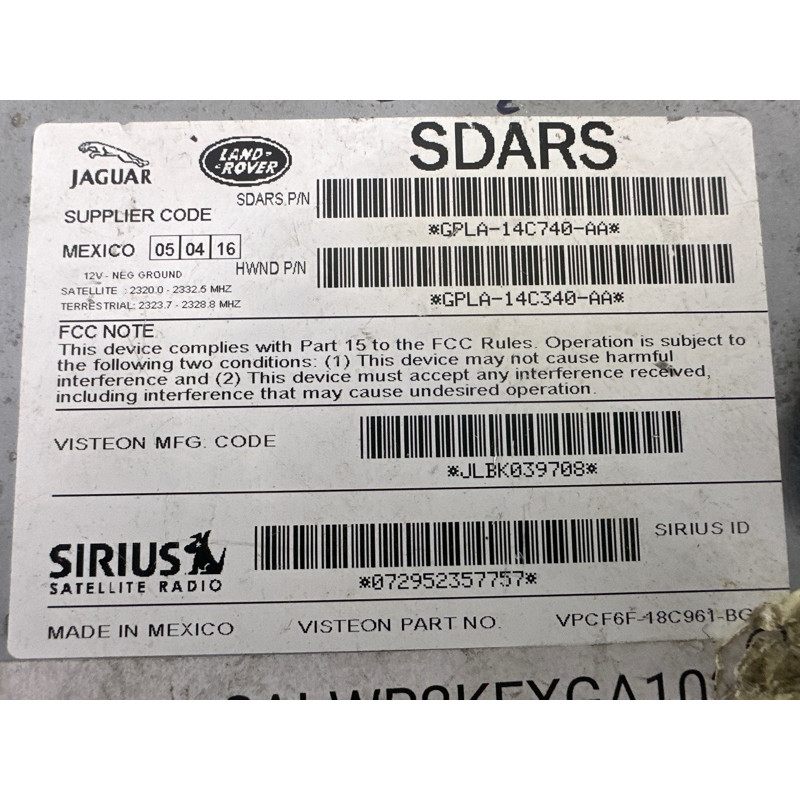 JAGUAR
LAND-
-ROVER
SDARS
SDARS P/N
*GPLA-14C740-AA*
SUPPLIER CODE
MEXICO 05 04 16
HWND P/N
*GPLA-14C340-AA*
12V - NEG GROUND
SATELLITE : 2320.0 - 2332.5 MHZ
TERRESTRIAL: 2323.7 - 2328.8 MHZ
FCC NOTE
This device complies with Part 15 to the FCC Rules. Operation is subject to
the following two conditions: (1) This device may not cause harmful
interference and (2) This device must accept any interference received,
including interference that may cause undesired operation.
VISTEON MFG. CODE
*JLBK039708*
SIRIUS
SATELLITE RADIO
SIRIUS ID
*072952357757*
MADE IN MEXICO VISTEON PART NO. VPCF6F-18C961-BG